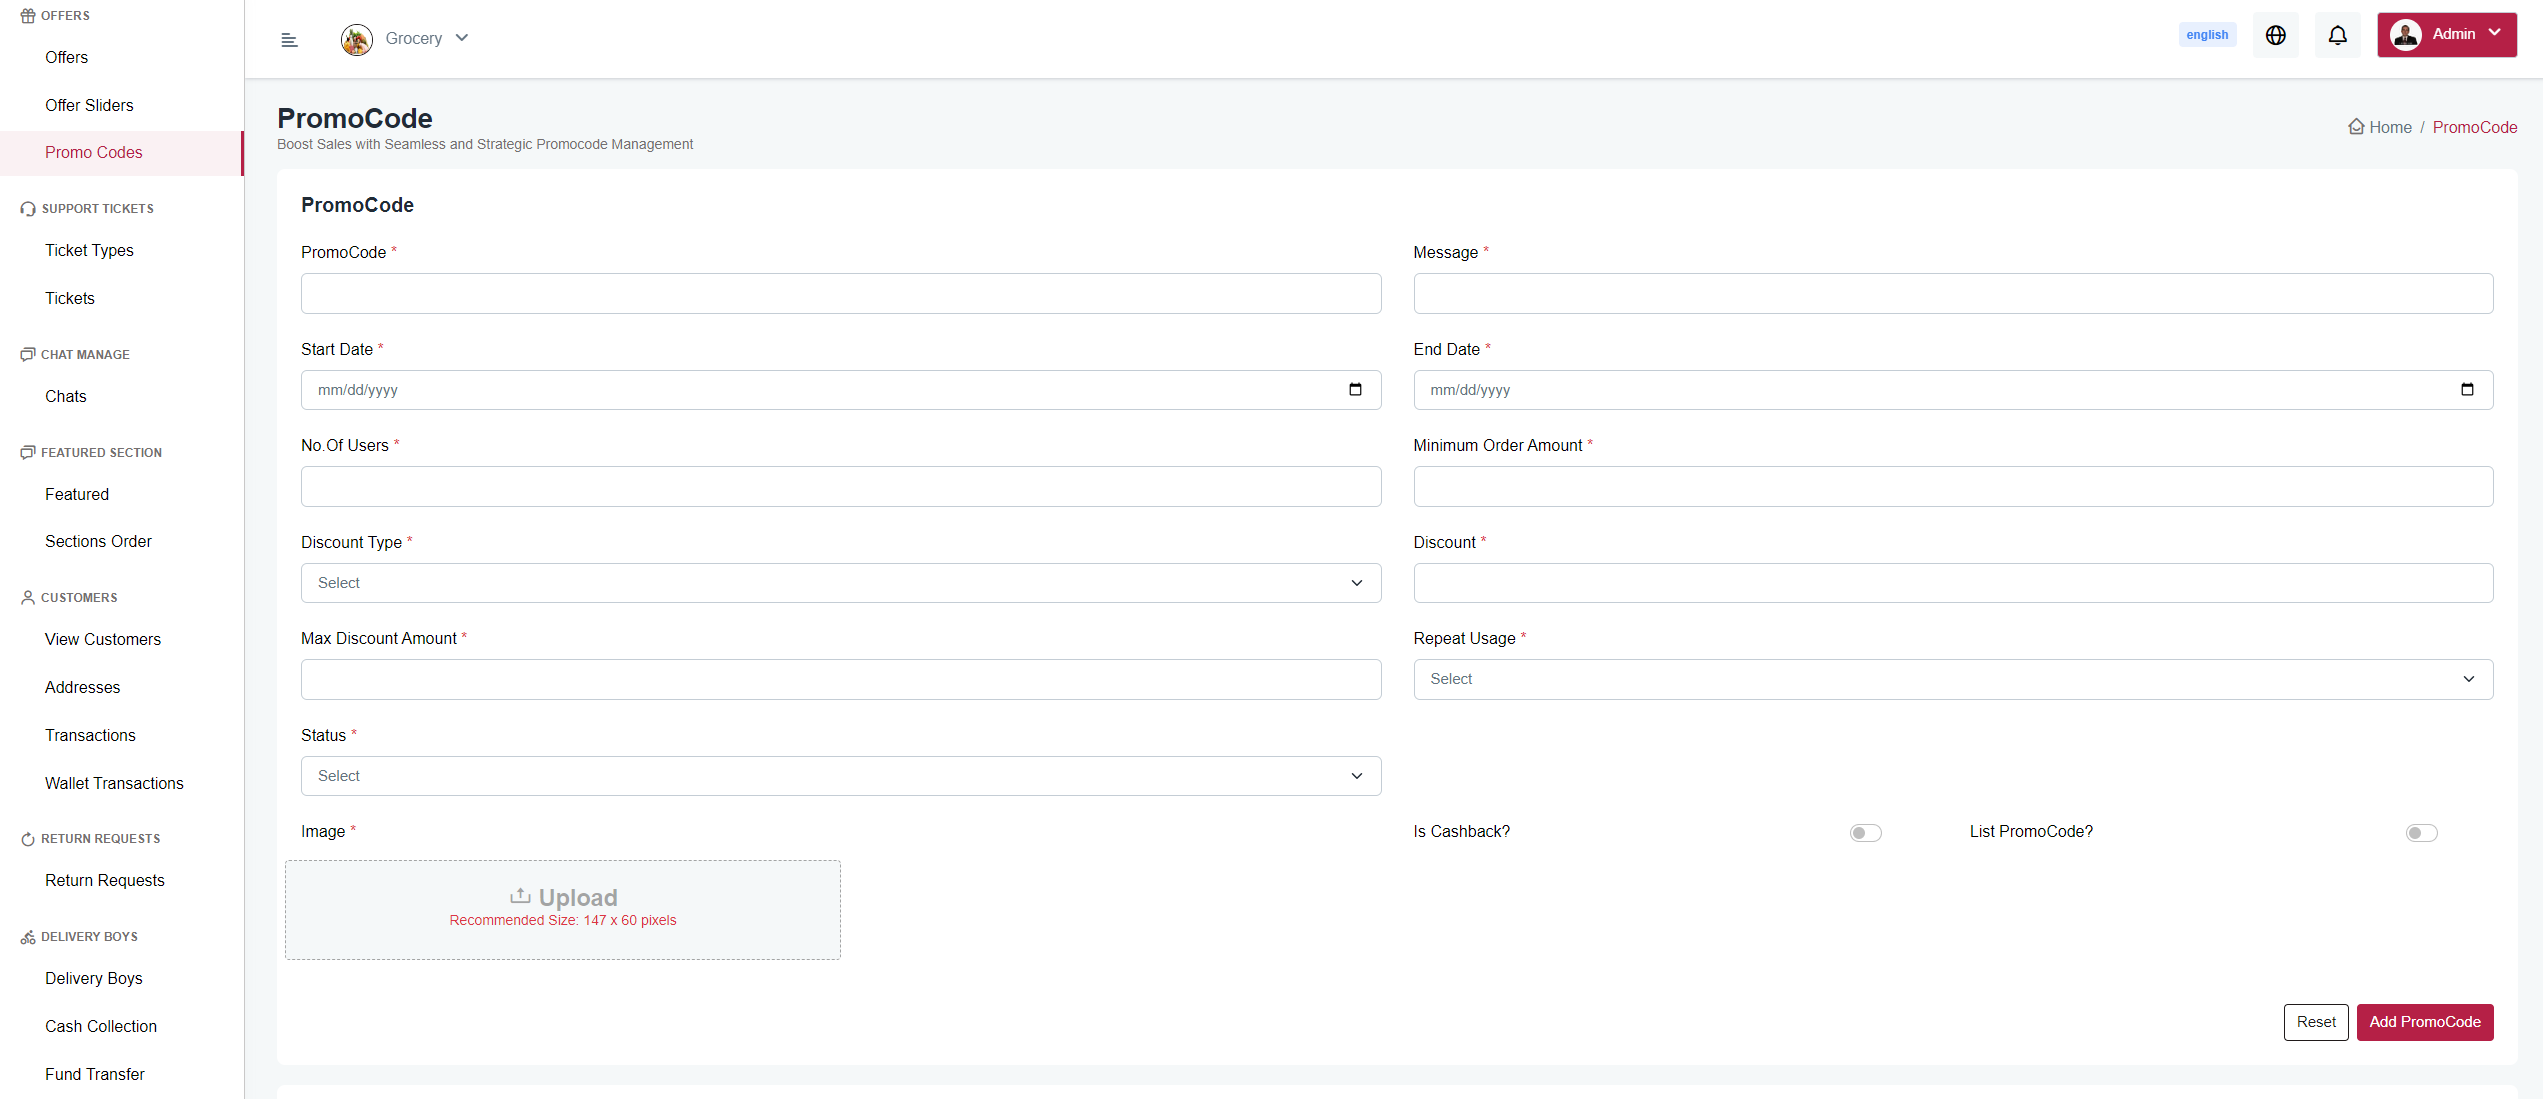 OFFERS
Offers
Offer Sliders
Promo Codes
SUPPORT TICKETS
Ticket Types
Tickets
CHAT MANAGE
Chats
FEATURED SECTION
Featured
Sections Order
CUSTOMERS
View Customers
Addresses
Transactions
Wallet Transactions
RETURN REQUESTS
Return Requests
DELIVERY BOYS
Delivery Boys
Cash Collection
Fund Transfer
Grocery
english
Admin
PromoCode
Boost Sales with Seamless and Strategic Promocode Management
Home / PromoCode
PromoCode
PromoCode *
Message *
Start Date *
End Date *
mm/dd/yyyy
mm/dd/yyyy
No.Of Users *
Minimum Order Amount *
Discount Type *
Discount *
Select
Max Discount Amount *
Repeat Usage *
Select
Status *
Select
Image *
Is Cashback?
List PromoCode?
Upload
Recommended Size: 147 x 60 pixels
Reset
Add PromoCode